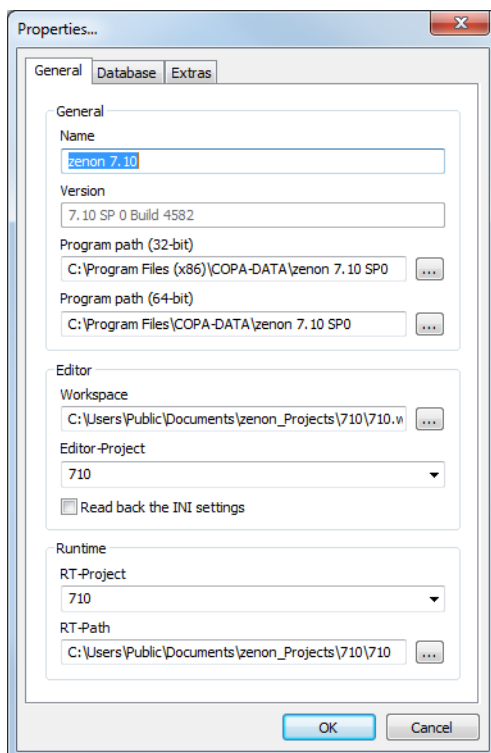 Properties...
General Database Extras
General
Name
zenon 7.10
Version
7.10 SP 0 Build 4582
Program path (32-bit)
C:\Program Files (x86)\COPA-DATA\zenon 7.10 SP0
...
Program path (64-bit)
C:\Program Files\COPA-DATA\zenon 7.10 SP0
...
Editor
Workspace
C:\Users\Public\Documents\zenon_Projects\710\710.w
...
Editor-Project
710
Read back the INI settings
Runtime
RT-Project
710
RT-Path
C:\Users\Public\Documents\zenon_Projects\710\710
...
OK Cancel